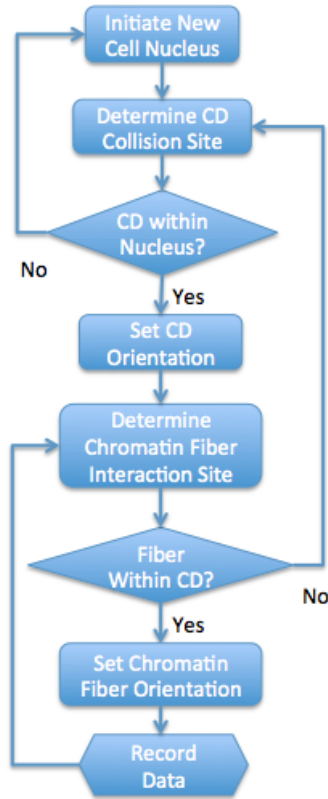 Initiate New
Cell Nucleus
Determine CD
Collision Site
CD within
Nucleus?
No
Yes
Set CD
Orientation
Determine
Chromatin Fiber
Interaction Site
Fiber
Within CD?
No
Yes
Set Chromatin
Fiber Orientation
Record
Data